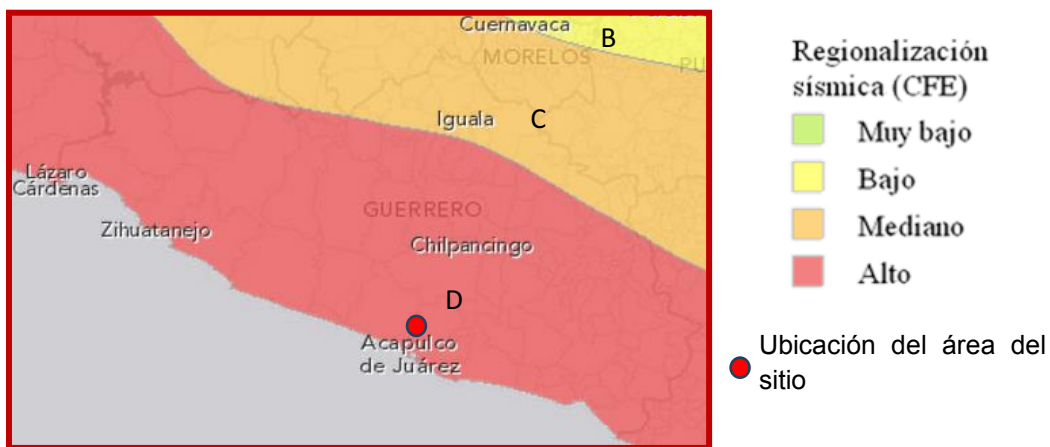 Cuernavaca
B
MORELOS
PU
Iguala
C
Lázaro
Cárdenas
GUERRERO
Zihuatanejo
Chilpancingo
D
Acapulco
de Juárez
Regionalización
sísmica (CFE)
Muy bajo
Bajo
Mediano
Alto
Ubicación del área del
sitio